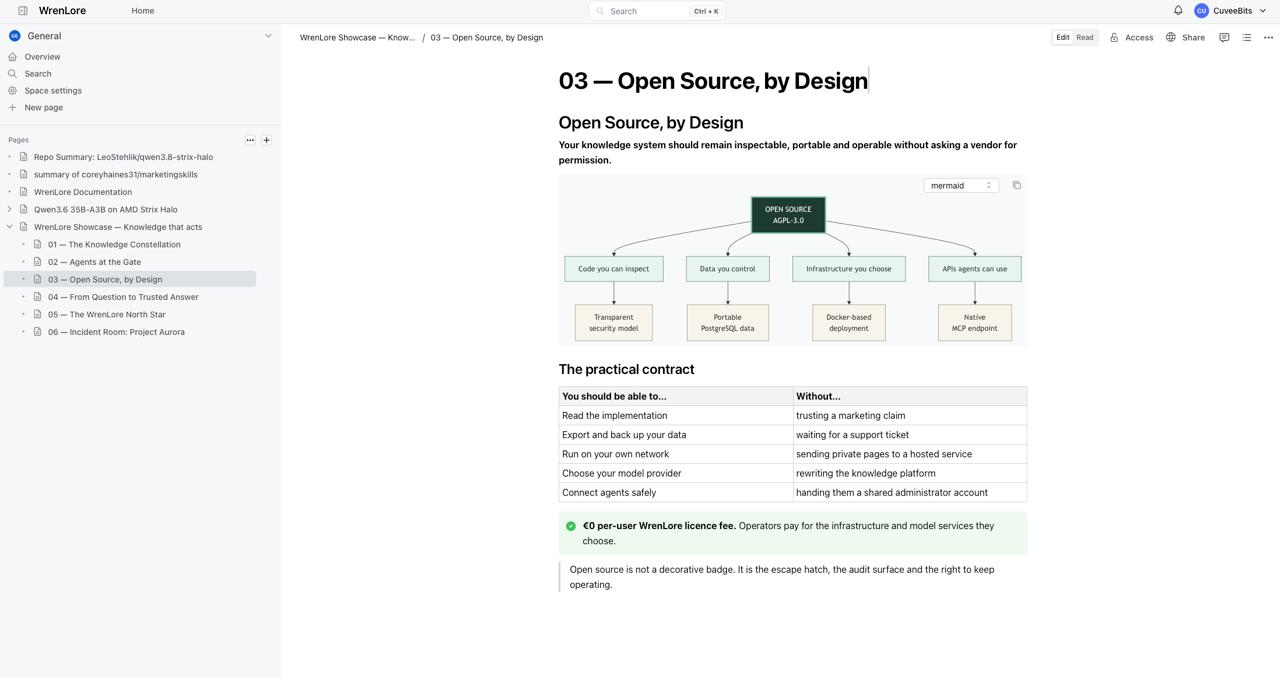 WrenLore
Home
Search
Ctrl + K
CU
CuveeBits
GE
General
Overview
Search
Space settings
New page
Pages
Repo Summary: LeoStehlik/qwen3.8-strix-halo
summary of coreyhaines31/marketingskills
WrenLore Documentation
Qwen3.6 35B-A3B on AMD Strix Halo
WrenLore Showcase — Knowledge that acts
01 — The Knowledge Constellation
02 — Agents at the Gate
03 — Open Source, by Design
04 — From Question to Trusted Answer
05 — The WrenLore North Star
06 — Incident Room: Project Aurora
WrenLore Showcase — Know... / 03 — Open Source, by Design
Edit Read
Access
Share
03 — Open Source, by Design
Open Source, by Design
Your knowledge system should remain inspectable, portable and operable without asking a vendor for
permission.
mermaid
OPEN SOURCE
AGPL-3.0
Code you can inspect
Data you control
Infrastructure you choose
APIs agents can use
Transparent
security model
Portable
PostgreSQL data
Docker-based
deployment
Native
MCP endpoint
The practical contract
You should be able to... Without...
Read the implementation trusting a marketing claim
Export and back up your data waiting for a support ticket
Run on your own network sending private pages to a hosted service
Choose your model provider rewriting the knowledge platform
Connect agents safely handing them a shared administrator account
€0 per-user WrenLore licence fee. Operators pay for the infrastructure and model services they
choose.
Open source is not a decorative badge. It is the escape hatch, the audit surface and the right to keep
operating.